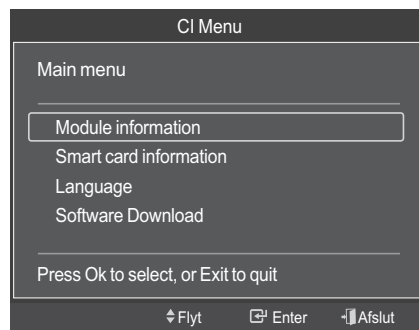 CI Menu
Main menu
Module information
Smart card information
Language
Software Download
Press Ok to select, or Exit to quit
Flyt Enter Afslut